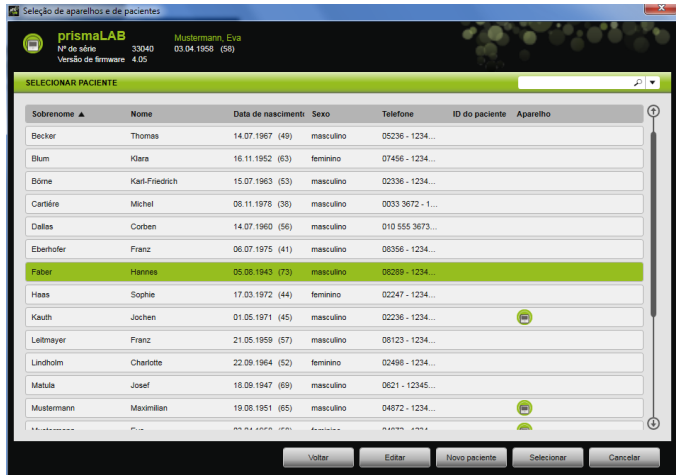 Seleção de aparelhos e de pacientes
prismaLAB Mustermann, Eva
Nº de série 33040 03.04.1958 (58)
Versão de firmware 4.05
SELECIONAR PACIENTE
Sobrenome Nome Data de nascimento Sexo Telefone ID do paciente Aparelho
Becker Thomas 14.07.1967 (49) masculino 05236 - 1234...
Blum Klara 16.11.1952 (63) feminino 07456 - 1234...
Börne Karl-Friedrich 15.07.1963 (53) masculino 02336 - 1234...
Cartiére Michel 08.11.1978 (38) masculino 0033 3672 - 1...
Dallas Corben 14.07.1960 (56) masculino 010 555 3673...
Eberhofer Franz 06.07.1975 (41) masculino 08356 - 1234...
Faber Hannes 05.06.1943 (73) masculino 08289 - 1234...
Haas Sophie 17.03.1972 (44) feminino 02247 - 1234...
Kauth Jochen 01.05.1971 (45) masculino 02236 - 1234...
Leitmayer Franz 21.05.1959 (57) masculino 08123 - 1234...
Lindholm Charlotte 22.09.1964 (52) feminino 02498 - 1234...
Matula Josef 18.09.1947 (69) masculino 0621 - 12345...
Mustermann Maximilian 19.08.1951 (65) masculino 04872 - 1234...
Voltar Editar Novo paciente Selecionar Cancelar